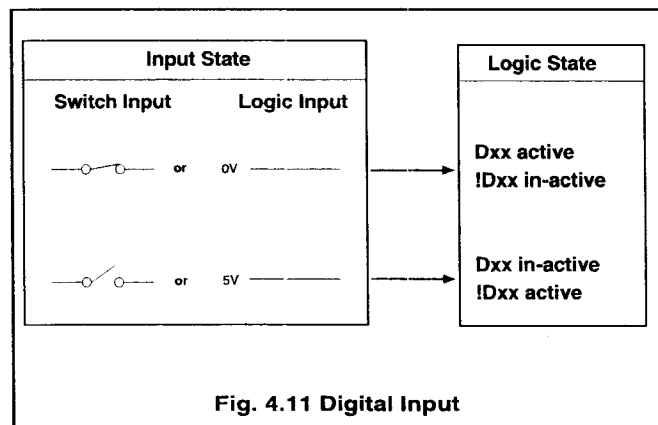 Input State
Switch Input
Logic Input
or
0V
or
5V
Logic State
Dxx active
!Dxx in-active
Dxx in-active
!Dxx active
Fig. 4.11 Digital Input